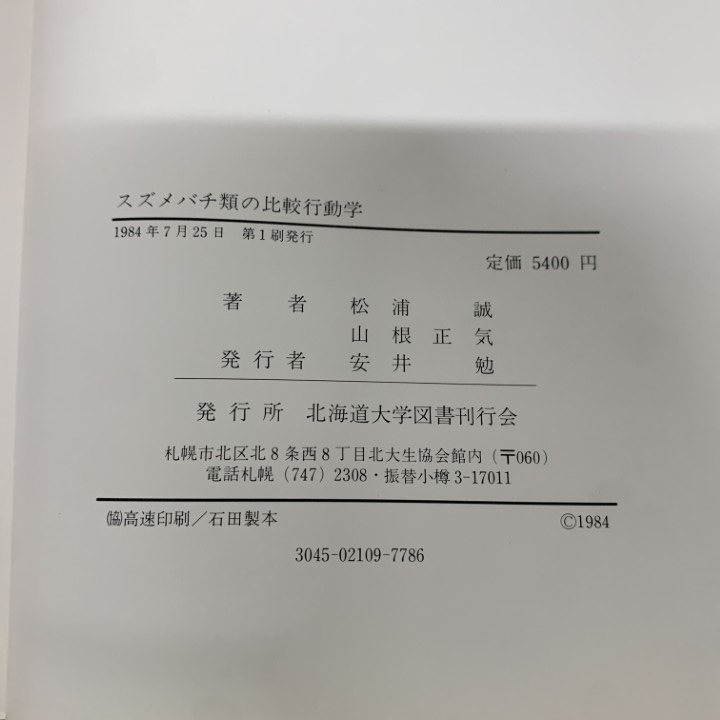 スズメバチ類の比較行動学
1984年7月25日 第1刷発行
定価 5400 円
著者 松浦 誠
山根正気
発行者 安井 勉
発行所 北海道大学図書刊行会
札幌市北区北8条西8丁目北大生協会館内(〒060)
電話札幌(747)2308・振替小樽3-17011
㈿高速印刷/石田製本 ©1984
3045-02109-7786